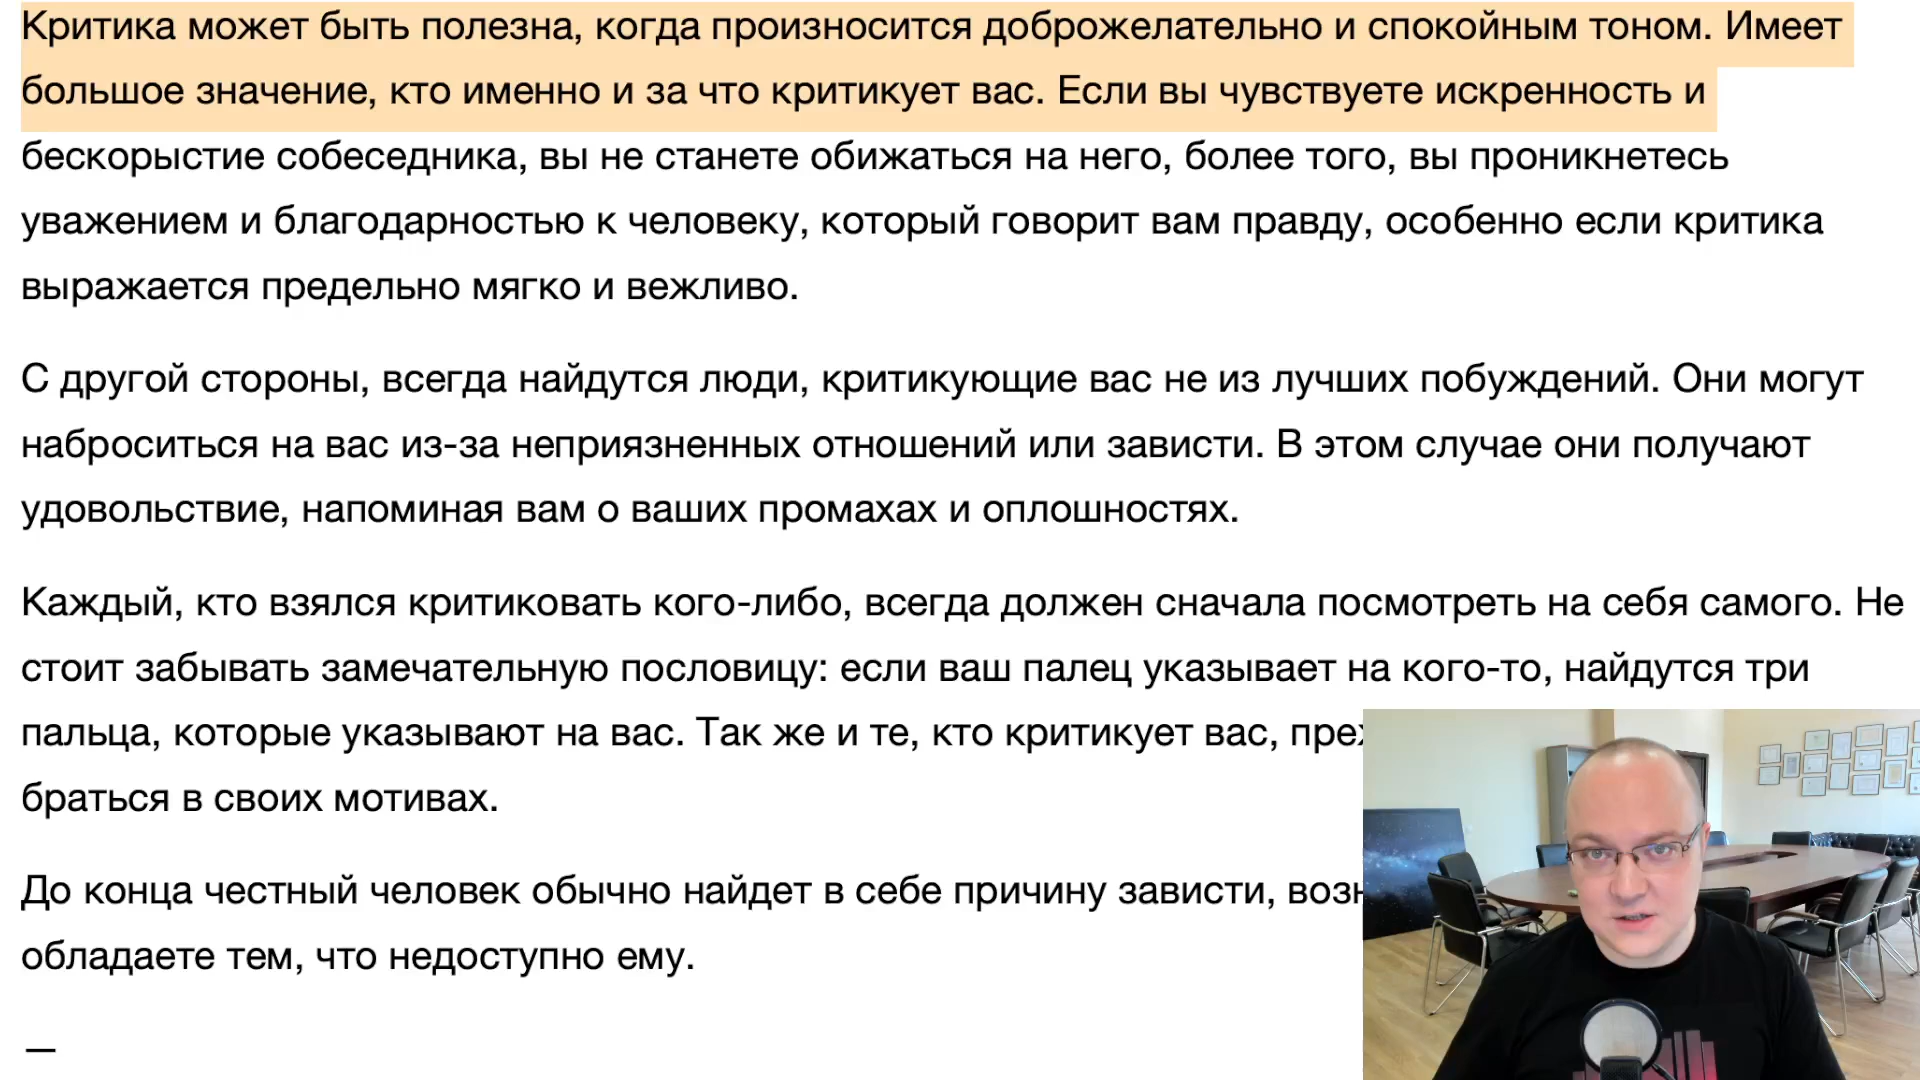 Критика может быть полезна, когда произносится доброжелательно и спокойным тоном. Имеет
большое значение, кто именно и за что критикует вас. Если вы чувствуете искренность и
бескорыстие собеседника, вы не станете обижаться на него, более того, вы проникнетесь
уважением и благодарностью к человеку, который говорит вам правду, особенно если критика
выражается предельно мягко и вежливо.
С другой стороны, всегда найдутся люди, критикующие вас не из лучших побуждений. Они могут
наброситься на вас из-за неприязненных отношений или зависти. В этом случае они получают
удовольствие, напоминая вам о ваших промахах и оплошностях.
Каждый, кто взялся критиковать кого-либо, всегда должен сначала посмотреть на себя самого. Не
стоит забывать замечательную пословицу: если ваш палец указывает на кого-то, найдутся три
пальца, которые указывают на вас. Так же и те, кто критикует вас,
браться в своих мотивах.
До конца честный человек обычно найдет в себе причину зависти,
обладаете тем, что недоступно ему.
—